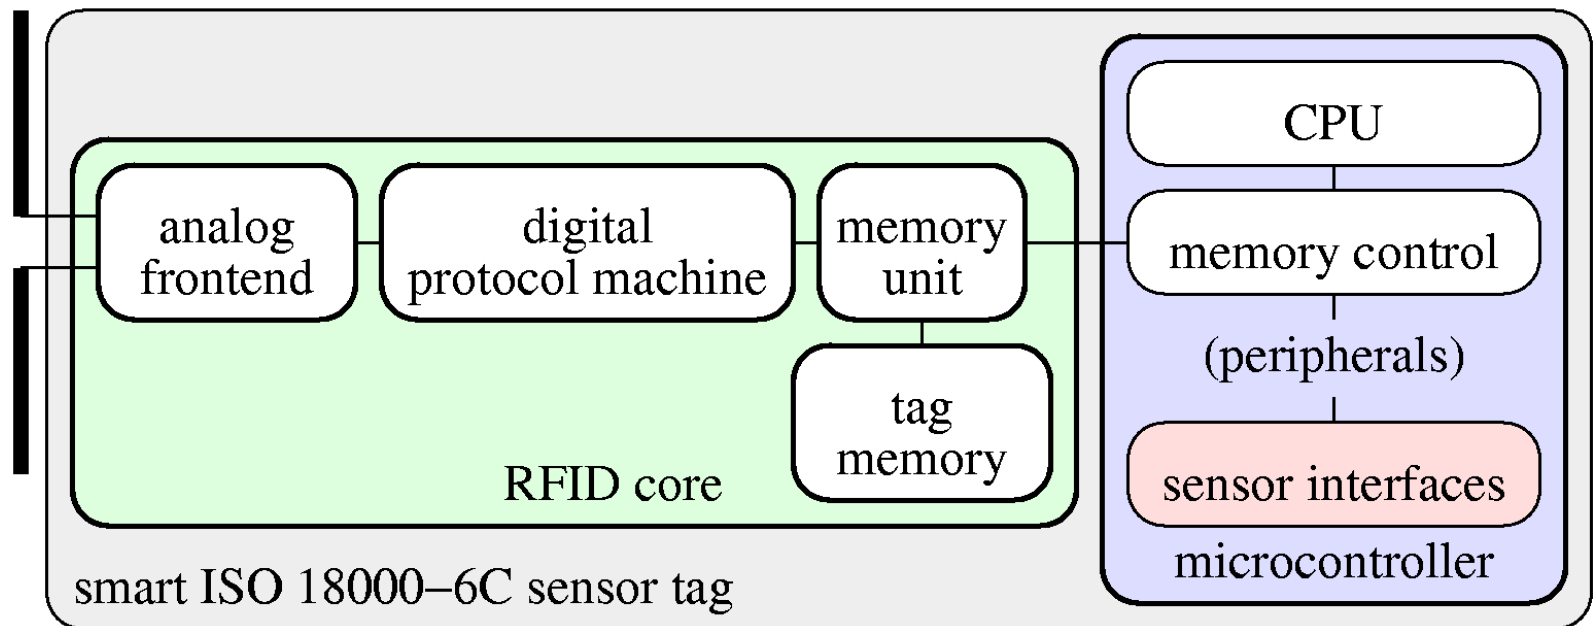 analog
frontend
digital
protocol machine
memory
unit
tag
memory
RFID core
CPU
memory control
(peripherals)
sensor interfaces
microcontroller
smart ISO 18000–6C sensor tag